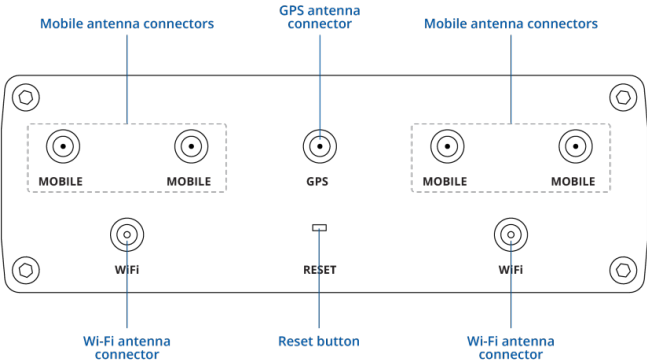 Mobile antenna connectors
GPS antenna
connector
Mobile antenna connectors
MOBILE
MOBILE
GPS
MOBILE
MOBILE
WiFi
RESET
WiFi
Wi-Fi antenna
connector
Reset button
Wi-Fi antenna
connector